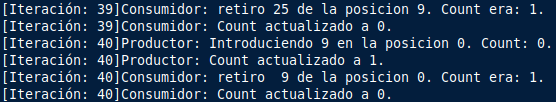 [Iteración: 39]Consumidor: retiro 25 de la posicion 9. Count era: 1.
[Iteración: 39]Consumidor: Count actualizado a 0.
[Iteración: 40]Productor: Introduciendo 9 en la posicion 0. Count: 0.
[Iteración: 40]Productor: Count actualizado a 1.
[Iteración: 40]Consumidor: retiro  9 de la posicion 0. Count era: 1.
[Iteración: 40]Consumidor: Count actualizado a 0.